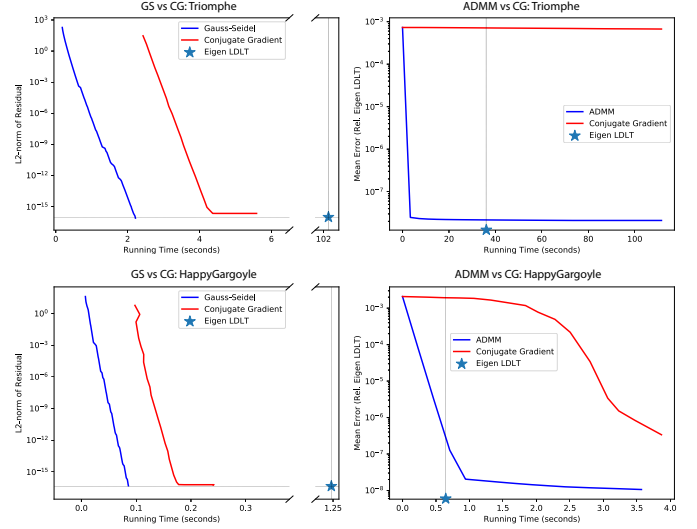 GS vs CG: Triomphe
L2-norm of Residual
10^3
10^0
10^-3
10^-6
10^-9
10^-12
10^-15
Gauss-Seidel
Conjugate Gradient
Eigen LDLT
0 2 4 6 102
Running Time (seconds)
ADMM vs CG: Triomphe
Mean Error (Rel. Eigen LDLT)
10^-3
10^-4
10^-5
10^-6
10^-7
ADMM
Conjugate Gradient
Eigen LDLT
0 20 40 60 80 100
Running Time (seconds)
GS vs CG: HappyGargoyle
L2-norm of Residual
10^0
10^-3
10^-6
10^-9
10^-12
10^-15
Gauss-Seidel
Conjugate Gradient
Eigen LDLT
0.0 0.1 0.2 0.3 1.25
Running Time (seconds)
ADMM vs CG: HappyGargoyle
Mean Error (Rel. Eigen LDLT)
10^-3
10^-4
10^-5
10^-6
10^-7
10^-8
ADMM
Conjugate Gradient
Eigen LDLT
0.0 0.5 1.0 1.5 2.0 2.5 3.0 3.5 4.0
Running Time (seconds)